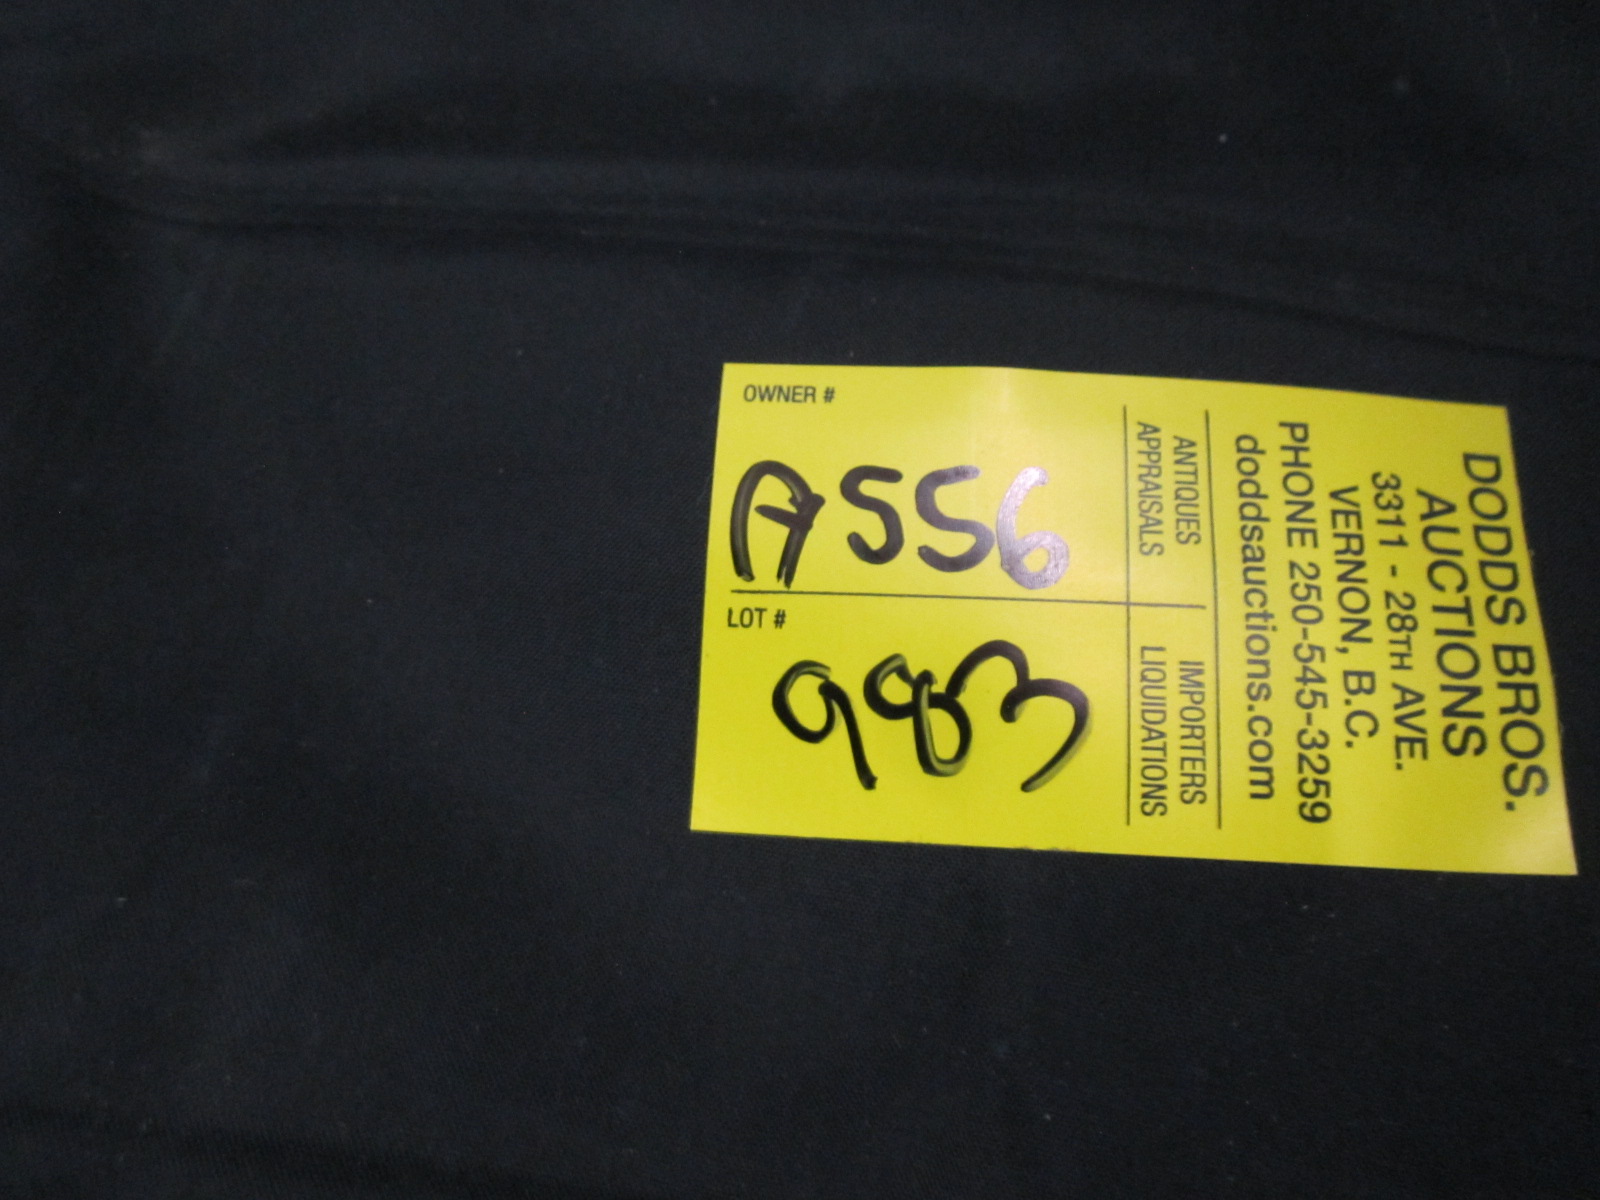 OWNER #
A556
LOT #
983
ANTIQUES
APPRAISALS
IMPORTERS
LIQUIDATIONS
DODDS BROS.
AUCTIONS
3311 - 28TH AVE.
VERNON, B.C.
PHONE 250-545-3259
doddsauctions.com